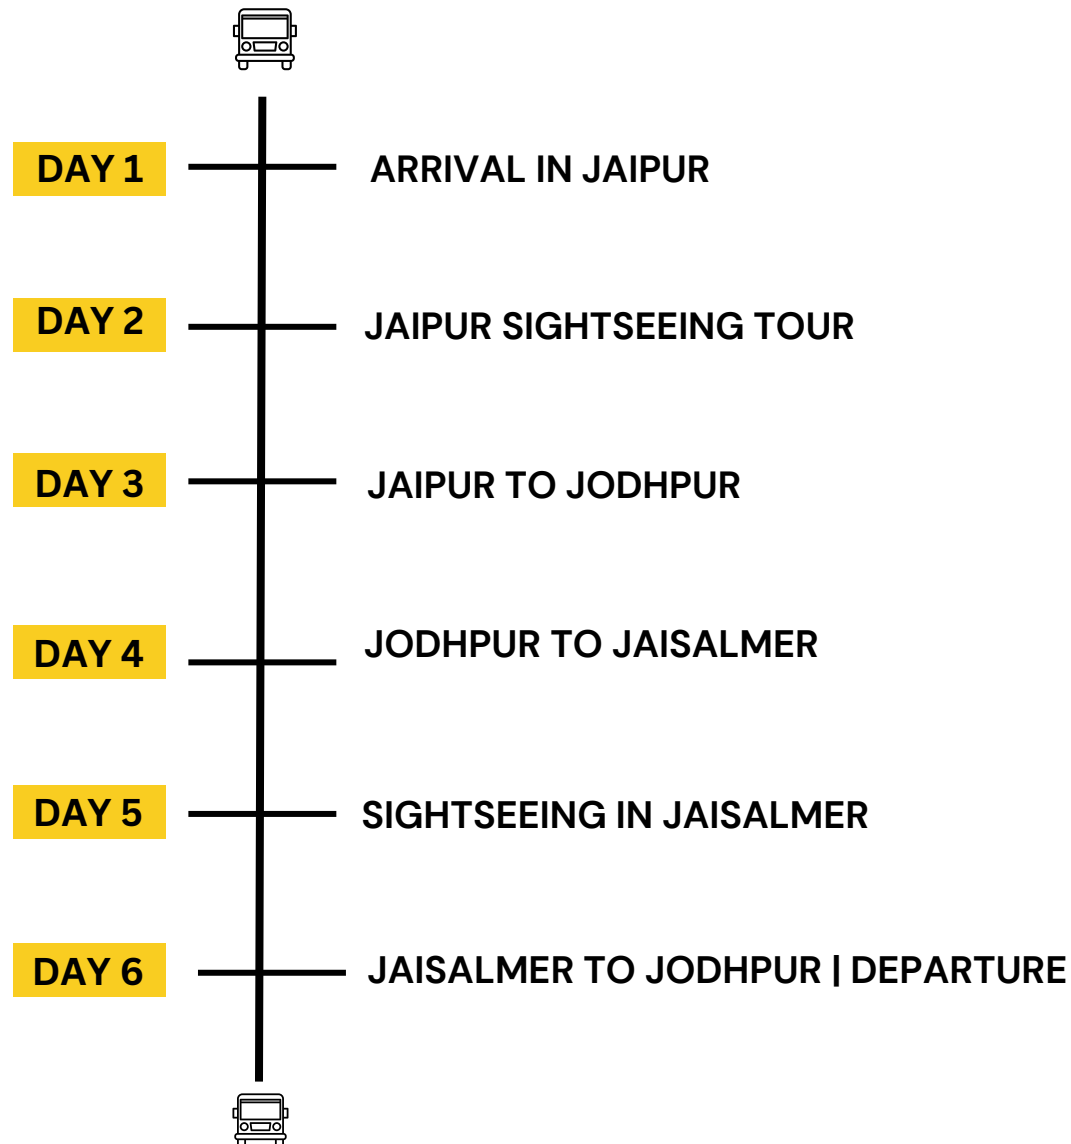 DAY 1
ARRIVAL IN JAIPUR
DAY 2
JAIPUR SIGHTSEEING TOUR
DAY 3
JAIPUR TO JODHPUR
DAY 4
JODHPUR TO JAISALMER
DAY 5
SIGHTSEEING IN JAISALMER
DAY 6
JAISALMER TO JODHPUR | DEPARTURE